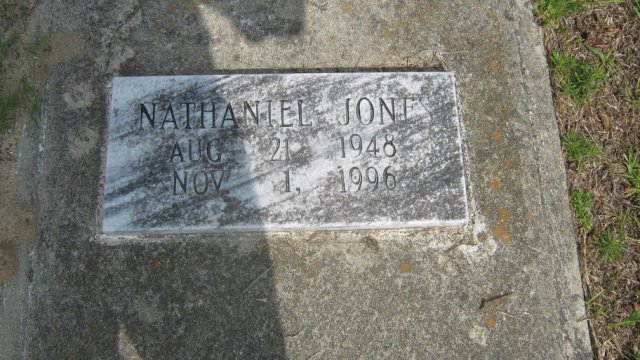 NATHANIEL JONES
AUG 21 1948
NOV 1, 1996